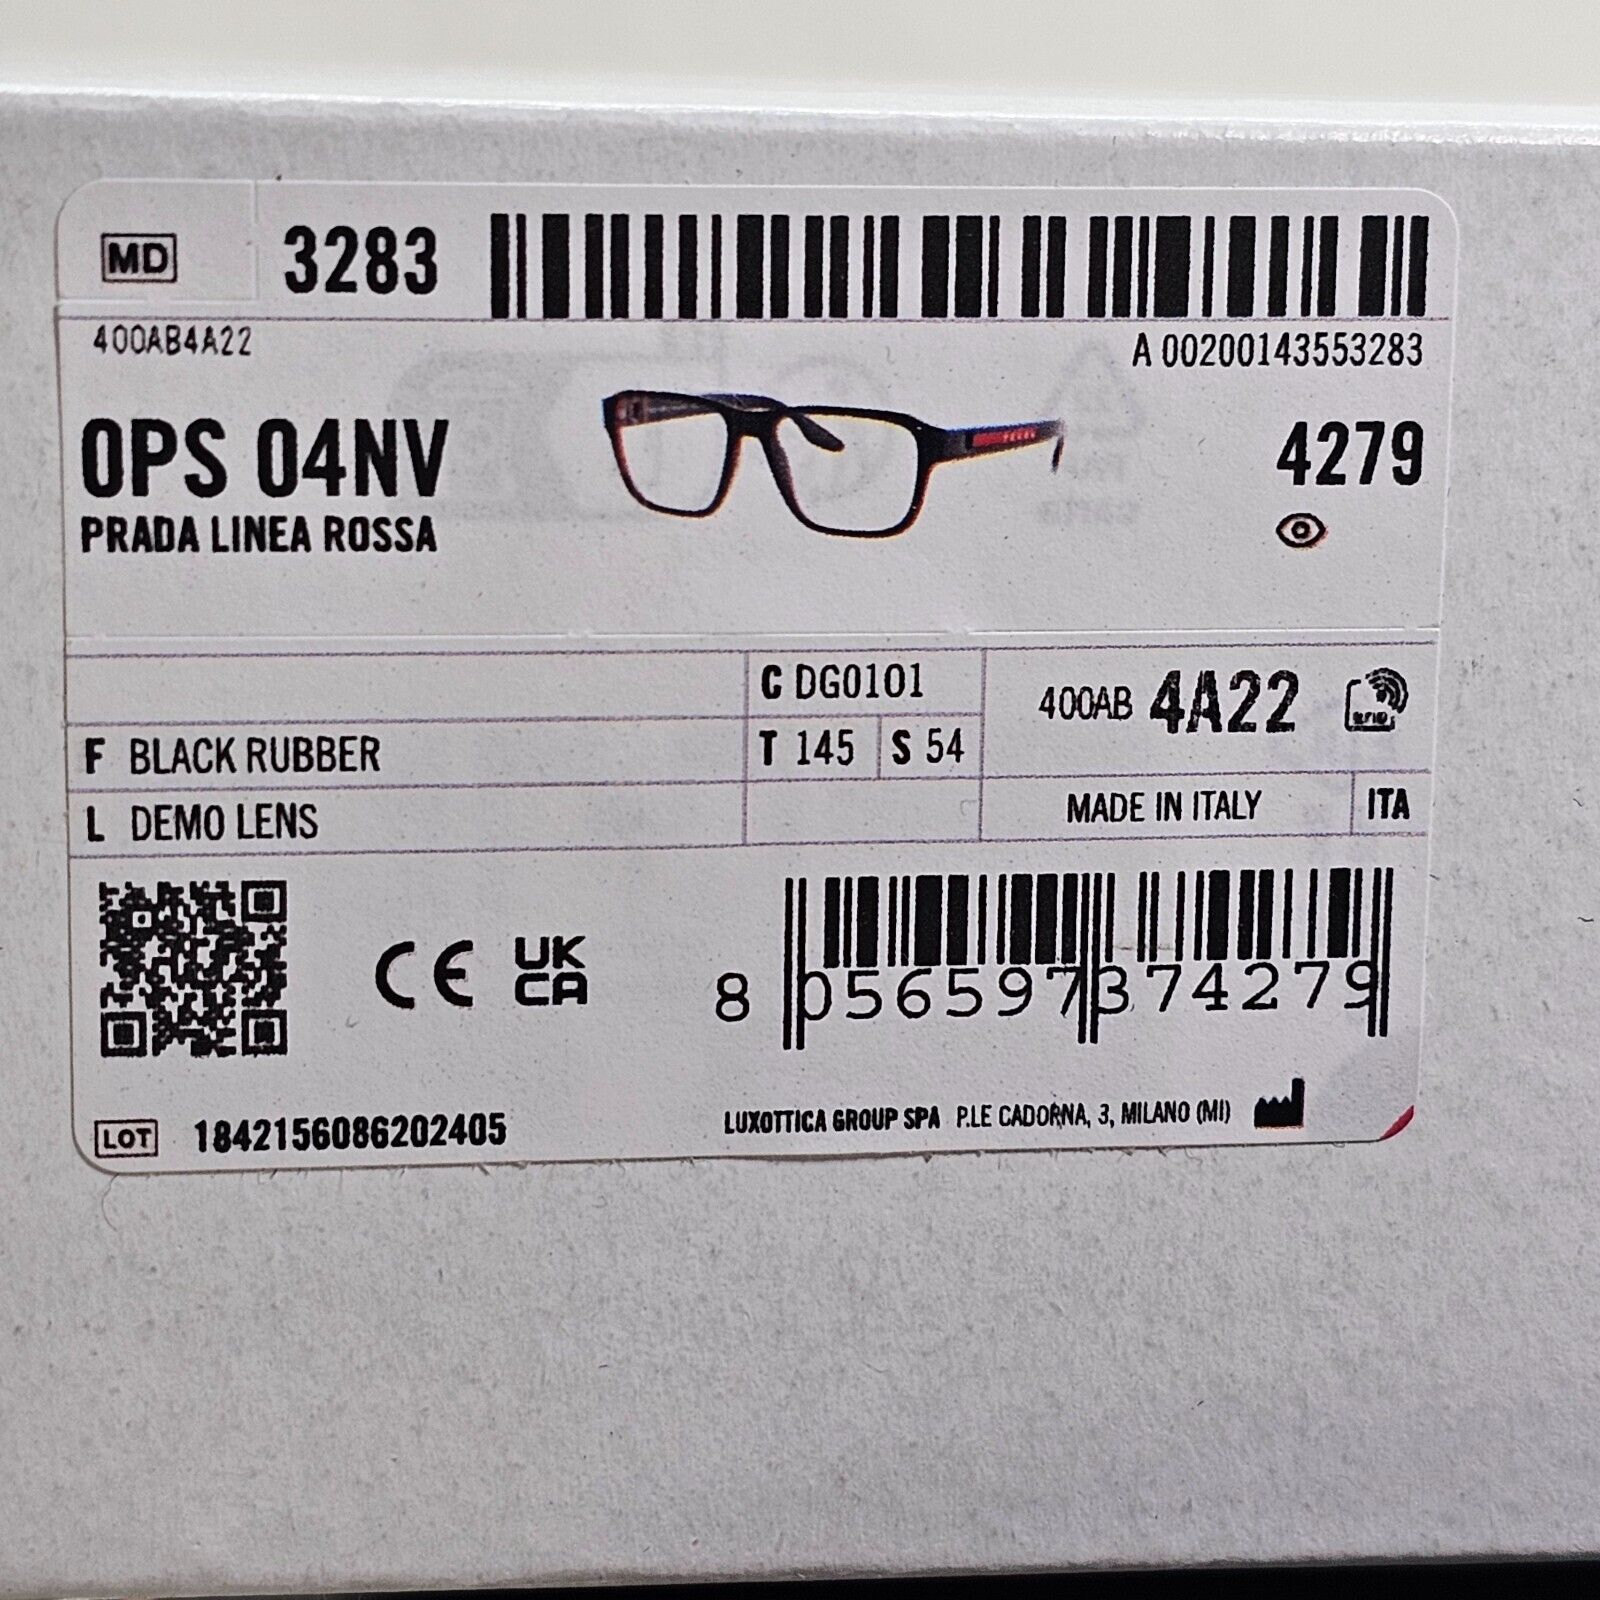 MD 3283
400AB4A22
A 00200143553283
0PS 04NV
PRADA LINEA ROSSA
4279
C DG0101
400AB 4A22
F BLACK RUBBER
T 145 S 54
L DEMO LENS
MADE IN ITALY ITA
CE UK CA
8 056597 374279
LOT 1842156086202405
LUXOTTICA GROUP SPA P.LE CADORNA, 3, MILANO (MI)